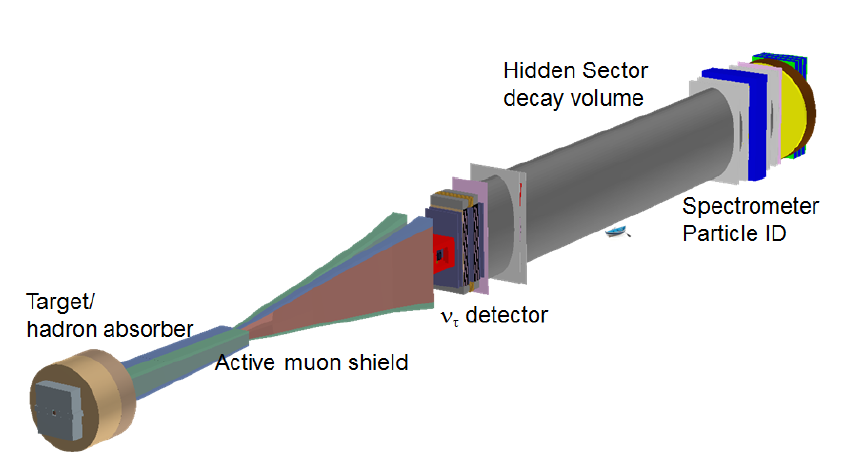 Hidden Sector
decay volume
Spectrometer
Particle ID
ντ detector
Target/
hadron absorber
Active muon shield